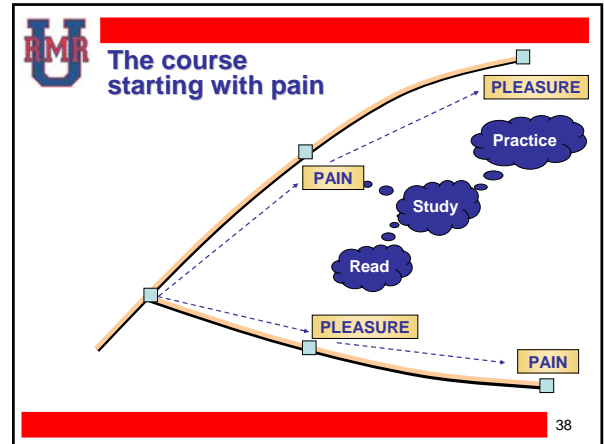 RMR
U
The course
starting with pain
PLEASURE
Practice
PAIN
Study
Read
PLEASURE
PAIN
38